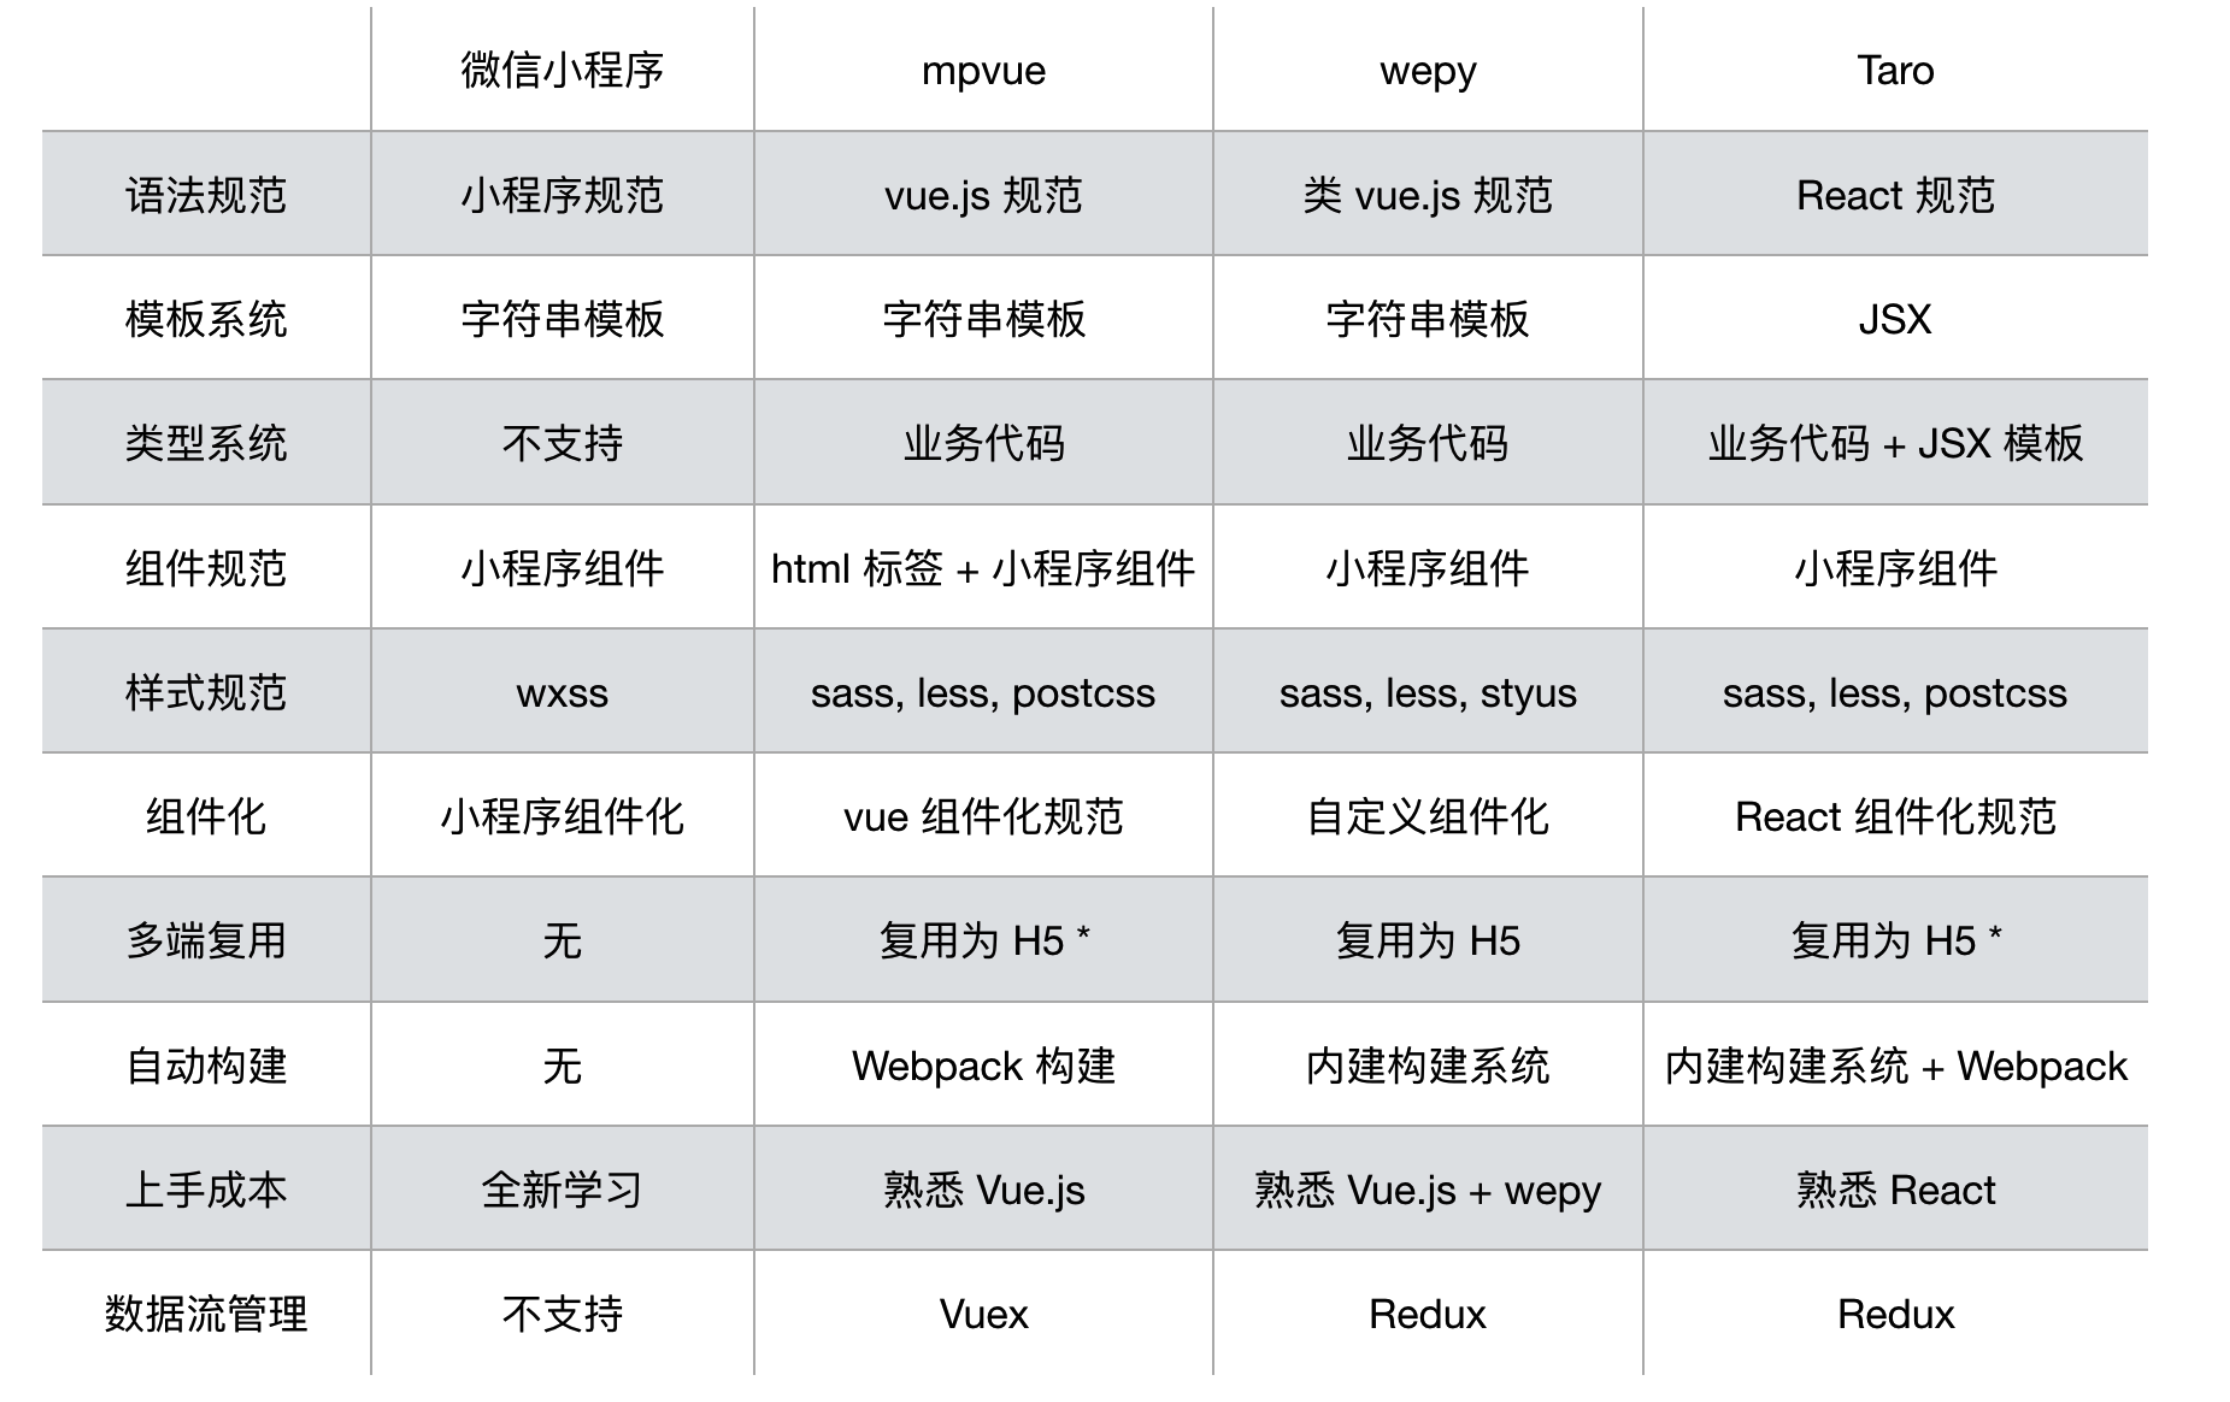 微信小程序 mpvue wepy Taro
语法规范 小程序规范 vue.js 规范 类 vue.js 规范 React 规范
模板系统 字符串模板 字符串模板 字符串模板 JSX
类型系统 不支持 业务代码 业务代码 业务代码 + JSX 模板
组件规范 小程序组件 html 标签 + 小程序组件 小程序组件 小程序组件
样式规范 wxss sass, less, postcss sass, less, styus sass, less, postcss
组件化 小程序组件化 vue 组件化规范 自定义组件化 React 组件化规范
多端复用 无 复用为 H5 * 复用为 H5 复用为 H5 *
自动构建 无 Webpack 构建 内建构建系统 内建构建系统 + Webpack
上手成本 全新学习 熟悉 Vue.js 熟悉 Vue.js + wepy 熟悉 React
数据流管理 不支持 Vuex Redux Redux